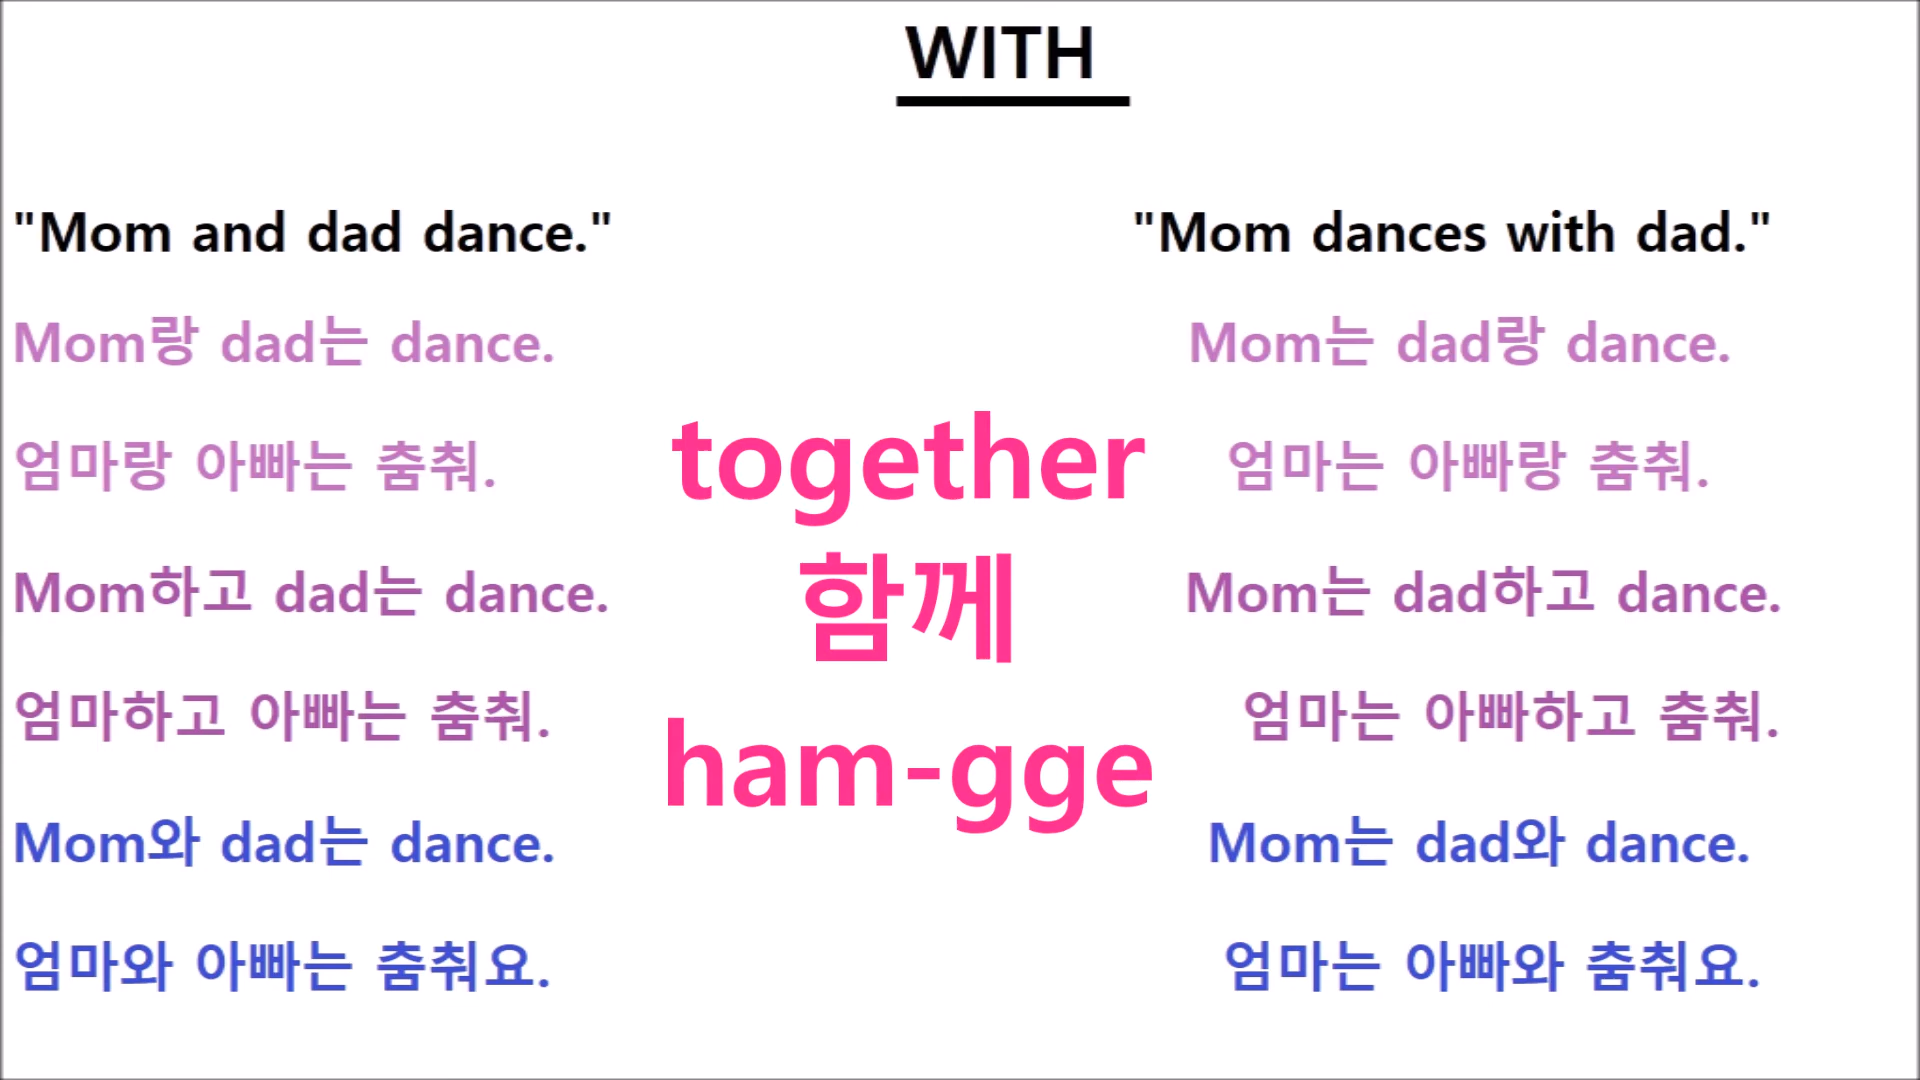 WITH
"Mom and dad dance."
Mom랑 dad는 dance.
엄마랑 아빠는 춤춰.
Mom하고 dad는 dance.
엄마하고 아빠는 춤춰.
Mom와 dad는 dance.
엄마와 아빠는 춤춰요.
together
함께
ham-gge
"Mom dances with dad."
Mom는 dad랑 dance.
엄마는 아빠랑 춤춰.
Mom는 dad하고 dance.
엄마는 아빠하고 춤춰.
Mom는 dad와 dance.
엄마는 아빠와 춤춰요.